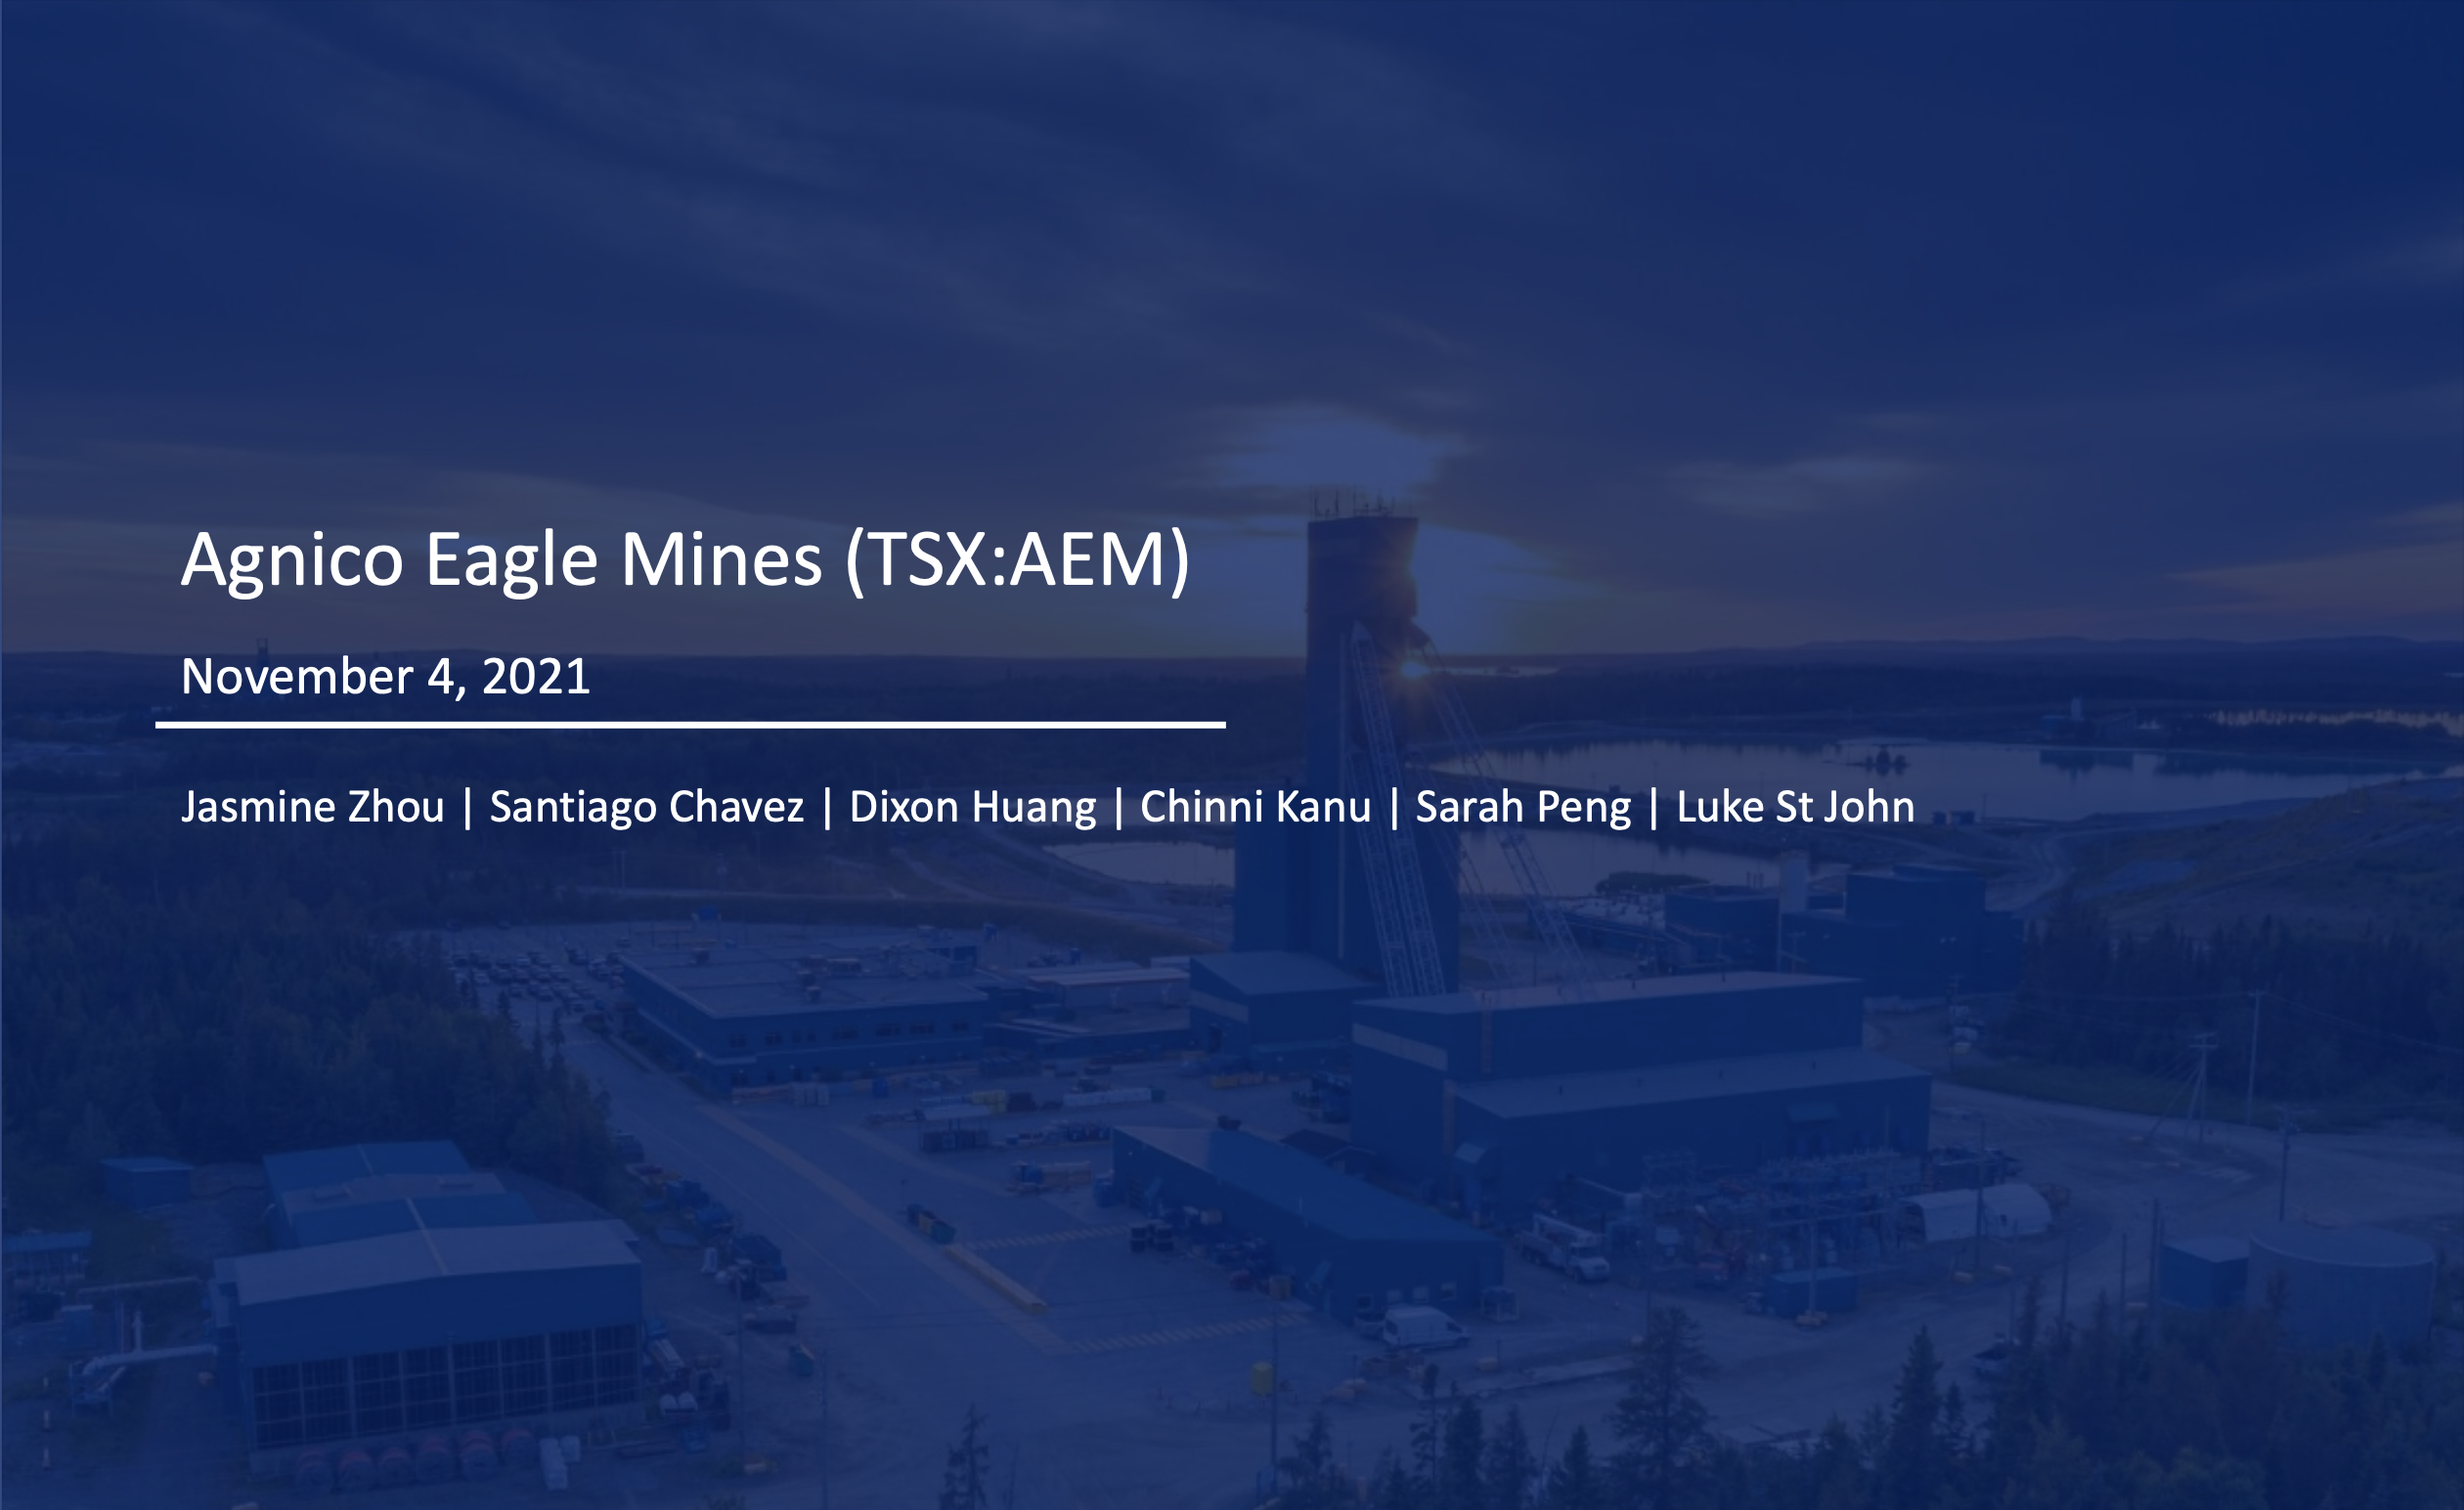 Agnico Eagle Mines (TSX:AEM)
November 4, 2021
Jasmine Zhou | Santiago Chavez | Dixon Huang | Chinni Kanu | Sarah Peng | Luke St John